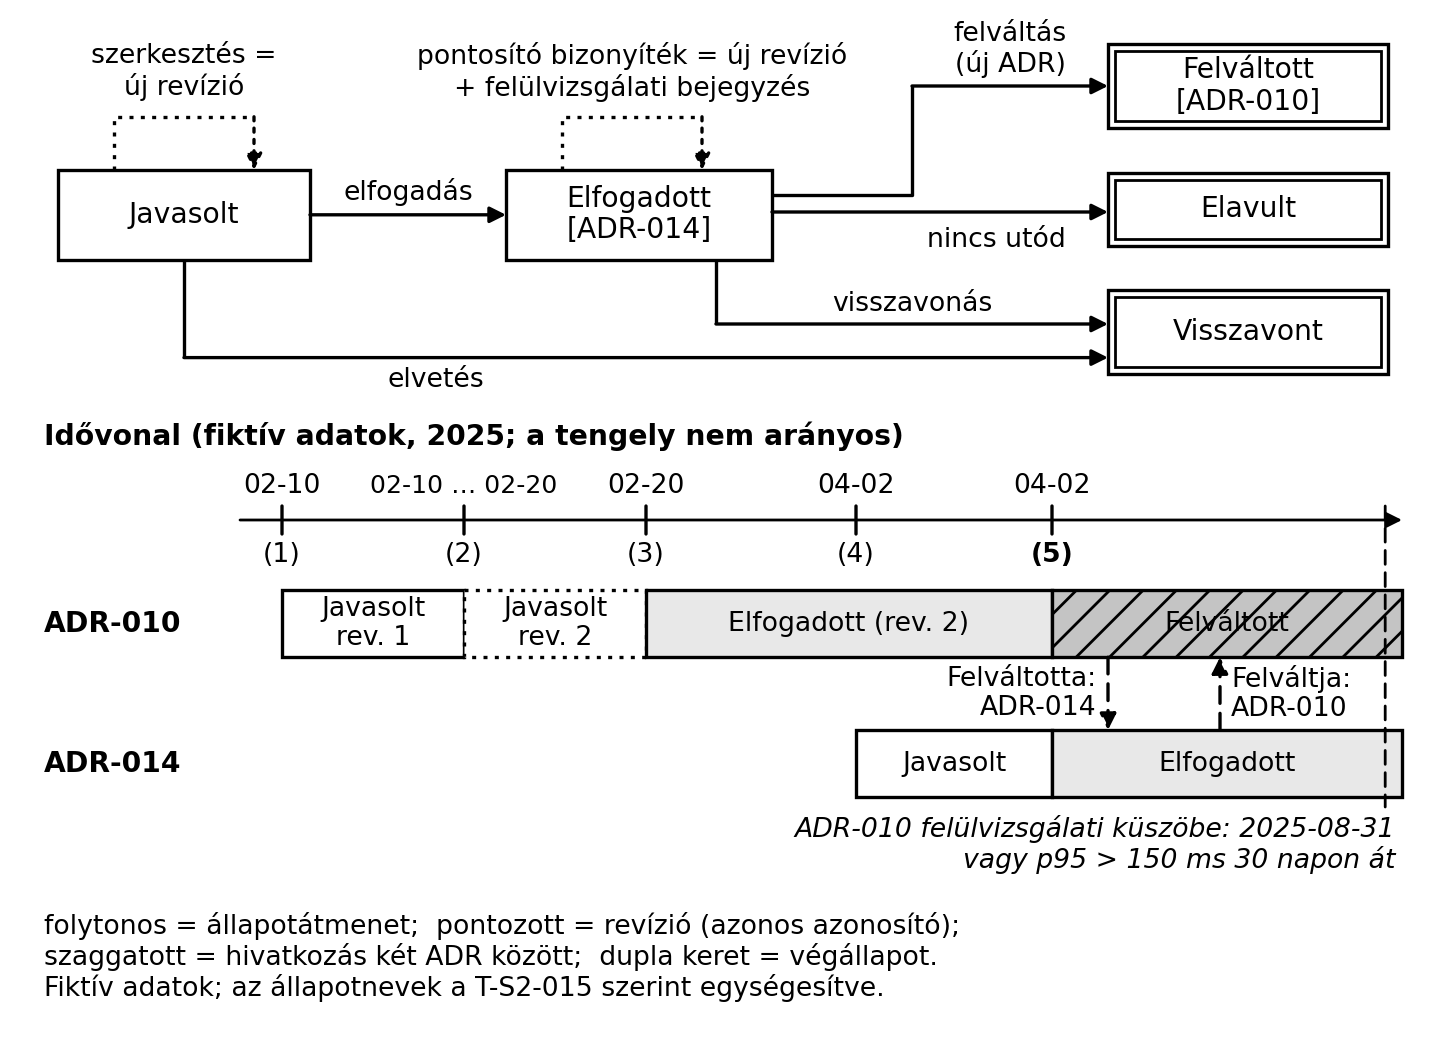 szerkesztés =
új revízió
pontosító bizonyíték = új revízió
+ felülvizsgálati bejegyzés
felváltás
(új ADR)
Felváltott
[ADR-010]
Javasolt
elfogadás
Elfogadott
[ADR-014]
Elavult
nincs utód
visszavonás
Visszavont
elvetés
Idővonal (fiktív adatok, 2025; a tengely nem arányos)
02-10 02-10 ... 02-20 02-20 04-02 04-02
(1) (2) (3) (4) (5)
ADR-010
Javasolt
rev. 1
Javasolt
rev. 2
Elfogadott (rev. 2)
Felváltott
Felváltotta:
ADR-014
Felváltja:
ADR-010
ADR-014
Javasolt
Elfogadott
ADR-010 felülvizsgálati küszöbe: 2025-08-31
vagy p95 > 150 ms 30 napon át
folytonos = állapotátmenet; pontozott = revízió (azonos azonosító);
szaggatott = hivatkozás két ADR között; dupla keret = végállapot.
Fiktív adatok; az állapotnevek a T-S2-015 szerint egységesítve.